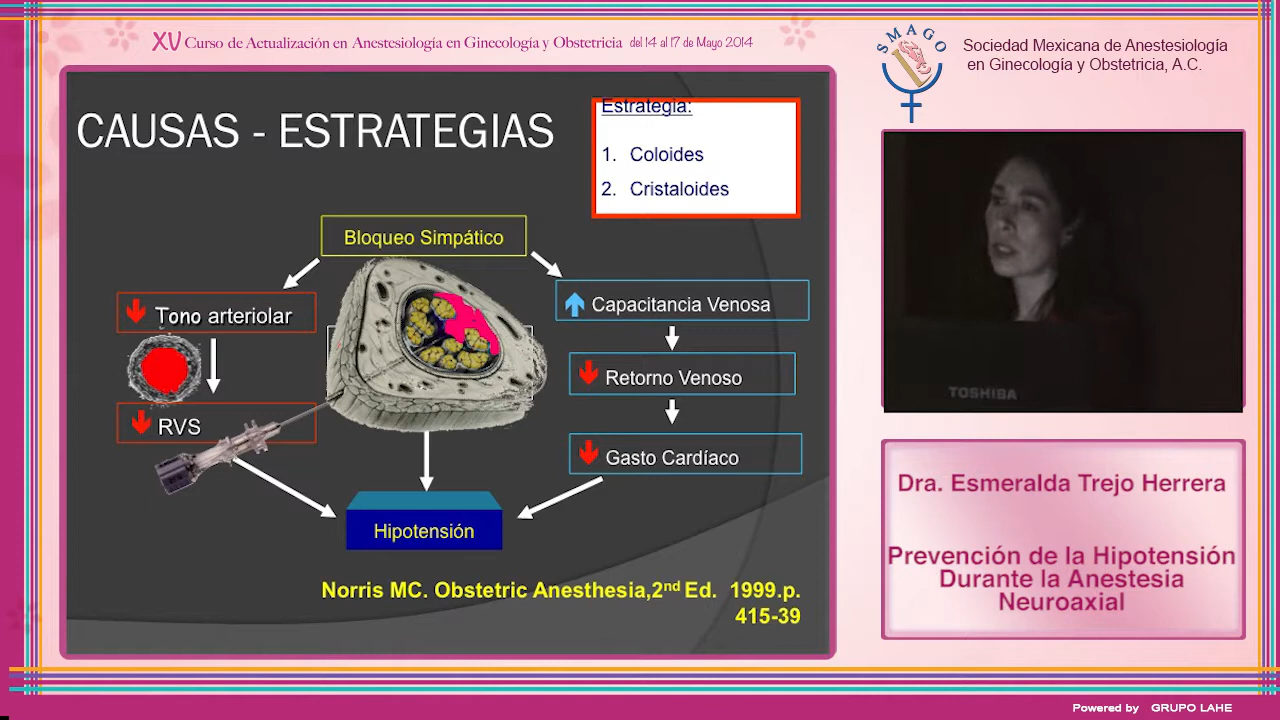 XV Curso de Actualización en Anestesiología en Ginecología y Obstetricia del 14 al 17 de Mayo 2014
SMAGO
Sociedad Mexicana de Anestesiología
en Ginecología y Obstetricia, A.C.
CAUSAS - ESTRATEGIAS
Estrategia:
1. Coloides
2. Cristaloides
Bloqueo Simpático
Tono arteriolar
RVS
Capacitancia Venosa
Retorno Venoso
Gasto Cardíaco
Hipotensión
Norris MC. Obstetric Anesthesia,2nd Ed. 1999.p.
415-39
TOSHIBA
Dra. Esmeralda Trejo Herrera
Prevención de la Hipotensión
Durante la Anestesia
Neuroaxial
Powered by GRUPO LAHE